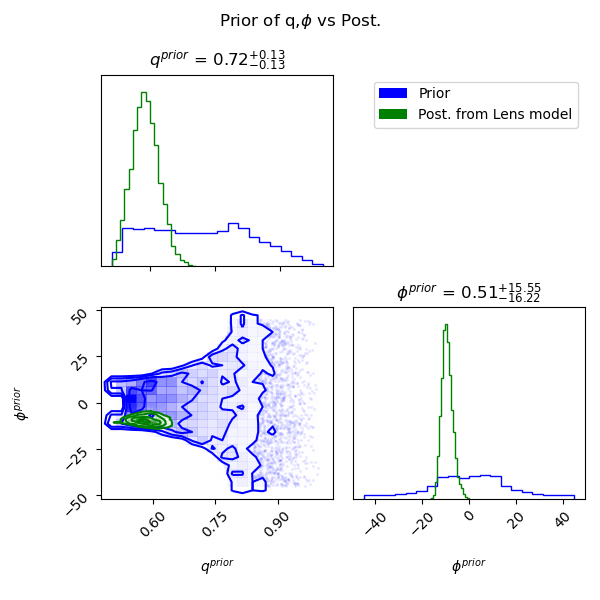 Prior of q,ϕ vs Post.
q^{prior} = 0.72^{+0.13}_{−0.13}
Prior
Post. from Lens model
ϕ^{prior} = 0.51^{+15.55}_{−16.22}
50
25
0
−25
−50
ϕ^{prior}
0.60 0.75 0.90
−40 −20 0 20 40
q^{prior}
ϕ^{prior}